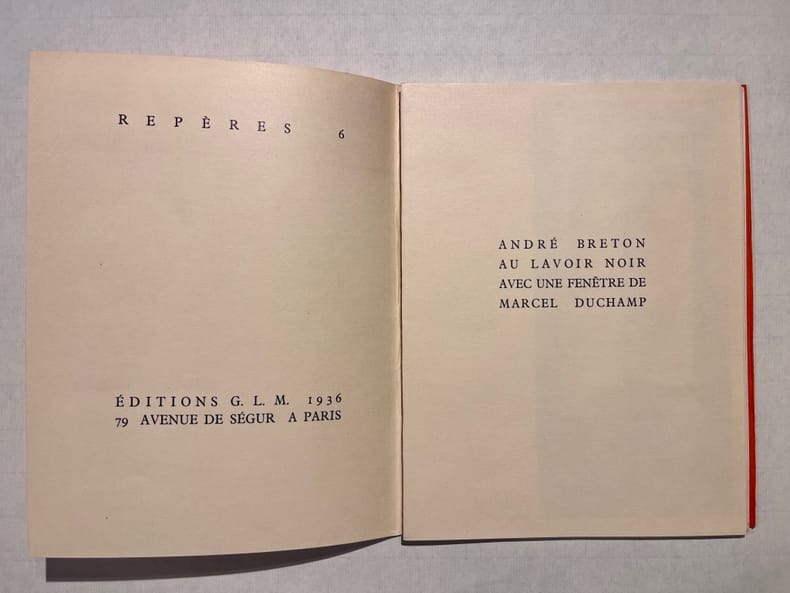 REPÈRES 6
ÉDITIONS G. L. M. 1936
79 AVENUE DE SÉGUR A PARIS
ANDRÉ BRETON
AU LAVOIR NOIR
AVEC UNE FENÊTRE DE
MARCEL DUCHAMP